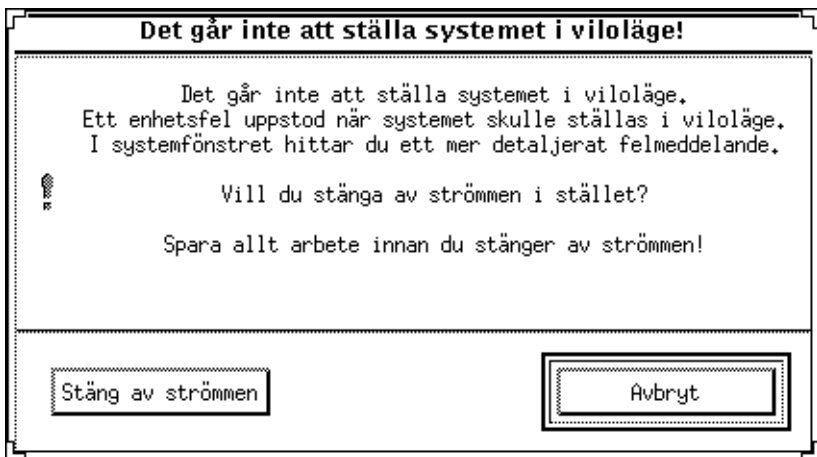 Det går inte att ställa systemet i viloläge!
Det går inte att ställa systemet i viloläge.
Ett enhetsfel uppstod när systemet skulle ställas i viloläge.
I systemfönstret hittar du ett mer detaljerat felmeddelande.
Vill du stänga av strömmen i stället?
Spara allt arbete innan du stänger av strömmen!
Stäng av strömmen
Avbryt